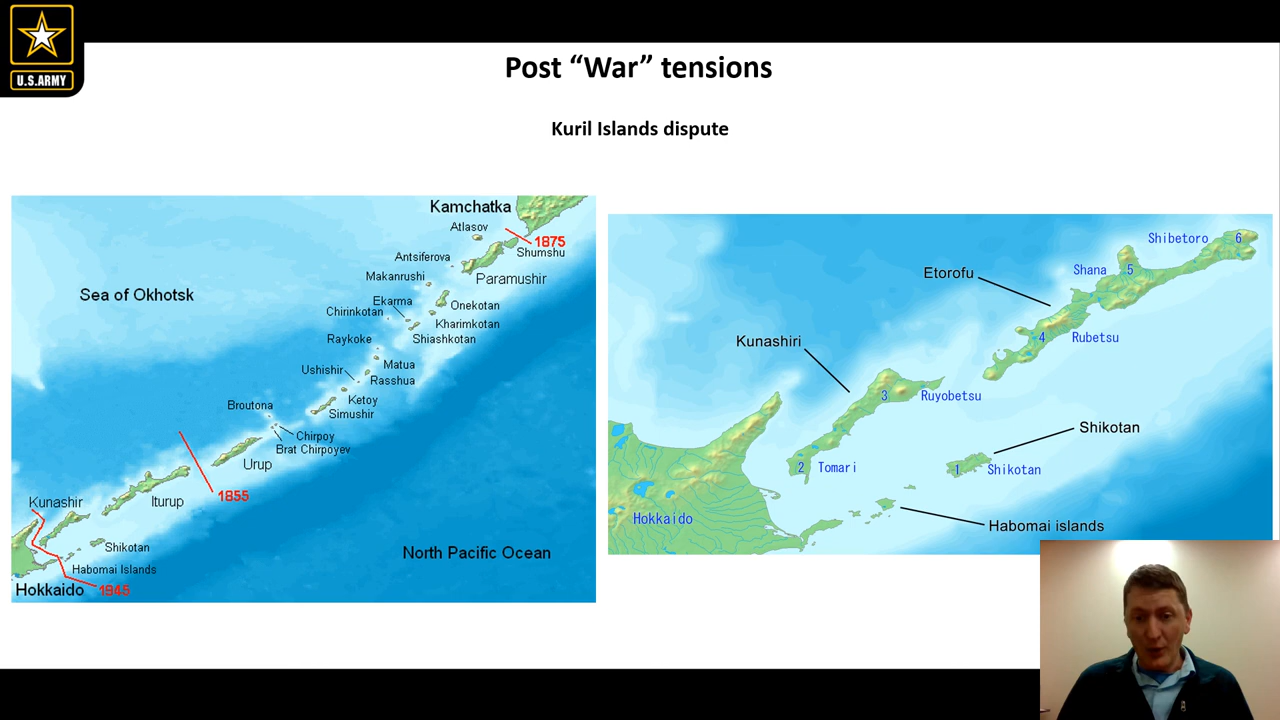 U.S.ARMY
Post “War” tensions
Kuril Islands dispute
Kamchatka
Atlasov
1875
Shumshu
Antsiferova
Paramushir
Makanrushi
Sea of Okhotsk
Ekarma
Onekotan
Chirinkotan
Kharimkotan
Raykoke
Shiashkotan
Matua
Ushishir
Rasshua
Ketoy
Broutona
Simushir
Chirpoy
Brat Chirpoyev
Urup
1855
Iturup
Kunashir
Shikotan
North Pacific Ocean
Habomai Islands
Hokkaido
1945
Shibetoro 6
Etorofu
Shana 5
4 Rubetsu
Kunashiri
3 Ruyobetsu
Shikotan
2 Tomari
1 Shikotan
Hokkaido
Habomai islands